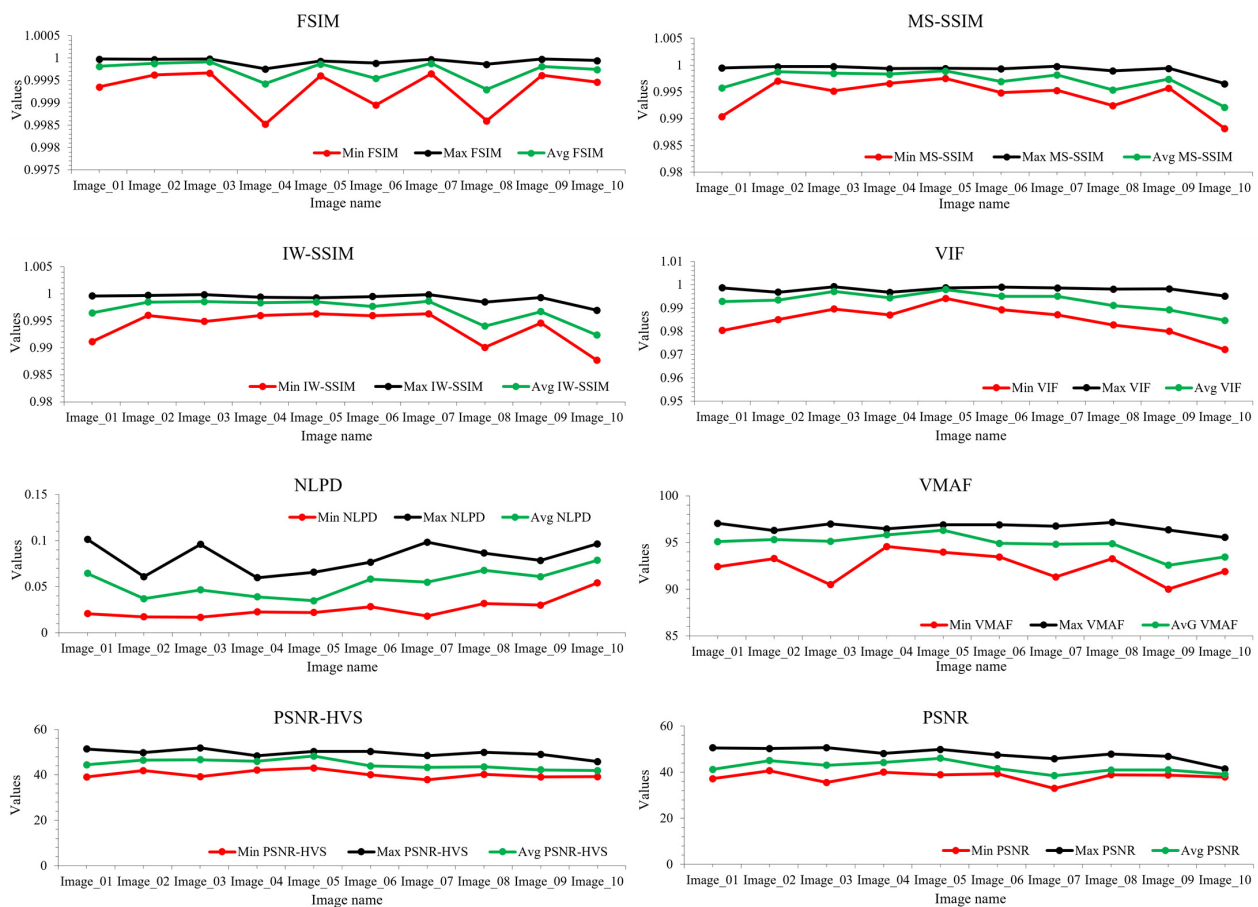 FSIM
1.0005
1
0.9995
0.999
0.9985
0.998
0.9975
Values
Min FSIM Max FSIM Avg FSIM
Image_01 Image_02 Image_03 Image_04 Image_05 Image_06 Image_07 Image_08 Image_09 Image_10
Image name
MS-SSIM
1.005
1
0.995
0.99
0.985
0.98
Values
Min MS-SSIM Max MS-SSIM Avg MS-SSIM
Image_01 Image_02 Image_03 Image_04 Image_05 Image_06 Image_07 Image_08 Image_09 Image_10
Image name
IW-SSIM
1.005
1
0.995
0.99
0.985
0.98
Values
Min IW-SSIM Max IW-SSIM Avg IW-SSIM
Image_01 Image_02 Image_03 Image_04 Image_05 Image_06 Image_07 Image_08 Image_09 Image_10
Image name
VIF
1.01
1
0.99
0.98
0.97
0.96
0.95
Values
Min VIF Max VIF Avg VIF
Image_01 Image_02 Image_03 Image_04 Image_05 Image_06 Image_07 Image_08 Image_09 Image_10
Image name
NLPD
0.15
0.1
0.05
0
Values
Min NLPD Max NLPD Avg NLPD
Image_01 Image_02 Image_03 Image_04 Image_05 Image_06 Image_07 Image_08 Image_09 Image_10
Image name
VMAF
100
95
90
85
Values
Min VMAF Max VMAF AvG VMAF
Image_01 Image_02 Image_03 Image_04 Image_05 Image_06 Image_07 Image_08 Image_09 Image_10
Image name
PSNR-HVS
60
40
20
0
Values
Min PSNR-HVS Max PSNR-HVS Avg PSNR-HVS
Image_01 Image_02 Image_03 Image_04 Image_05 Image_06 Image_07 Image_08 Image_09 Image_10
Image name
PSNR
60
40
20
0
Values
Min PSNR Max PSNR Avg PSNR
Image_01 Image_02 Image_03 Image_04 Image_05 Image_06 Image_07 Image_08 Image_09 Image_10
Image name